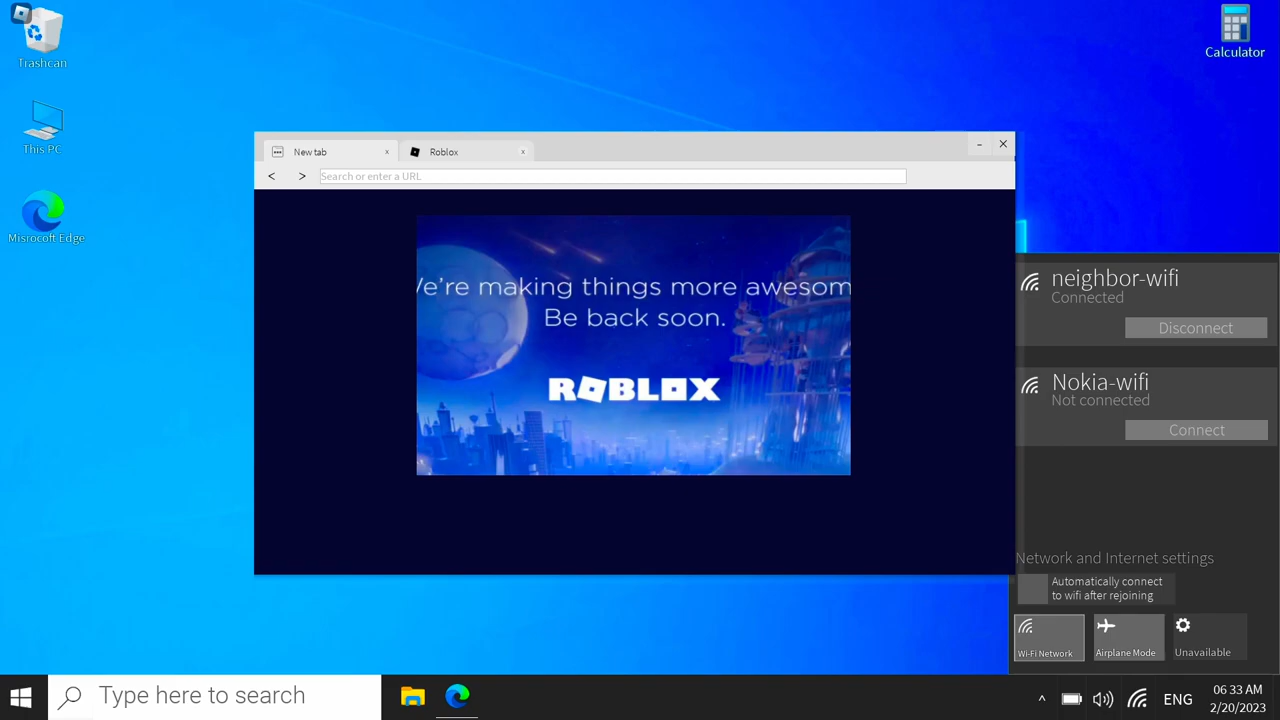 Trashcan
This PC
Misrocoft Edge
Calculator
New tab
x
Roblox
x
– ×
< >
Search or enter a URL
We're making things more awesom
Be back soon.
ROBLOX
neighbor-wifi
Connected
Disconnect
Nokia-wifi
Not connected
Connect
Network and Internet settings
Automatically connect
to wifi after rejoining
Wi-Fi Network
Airplane Mode
Unavailable
Type here to search
ENG
06:33 AM
2/20/2023